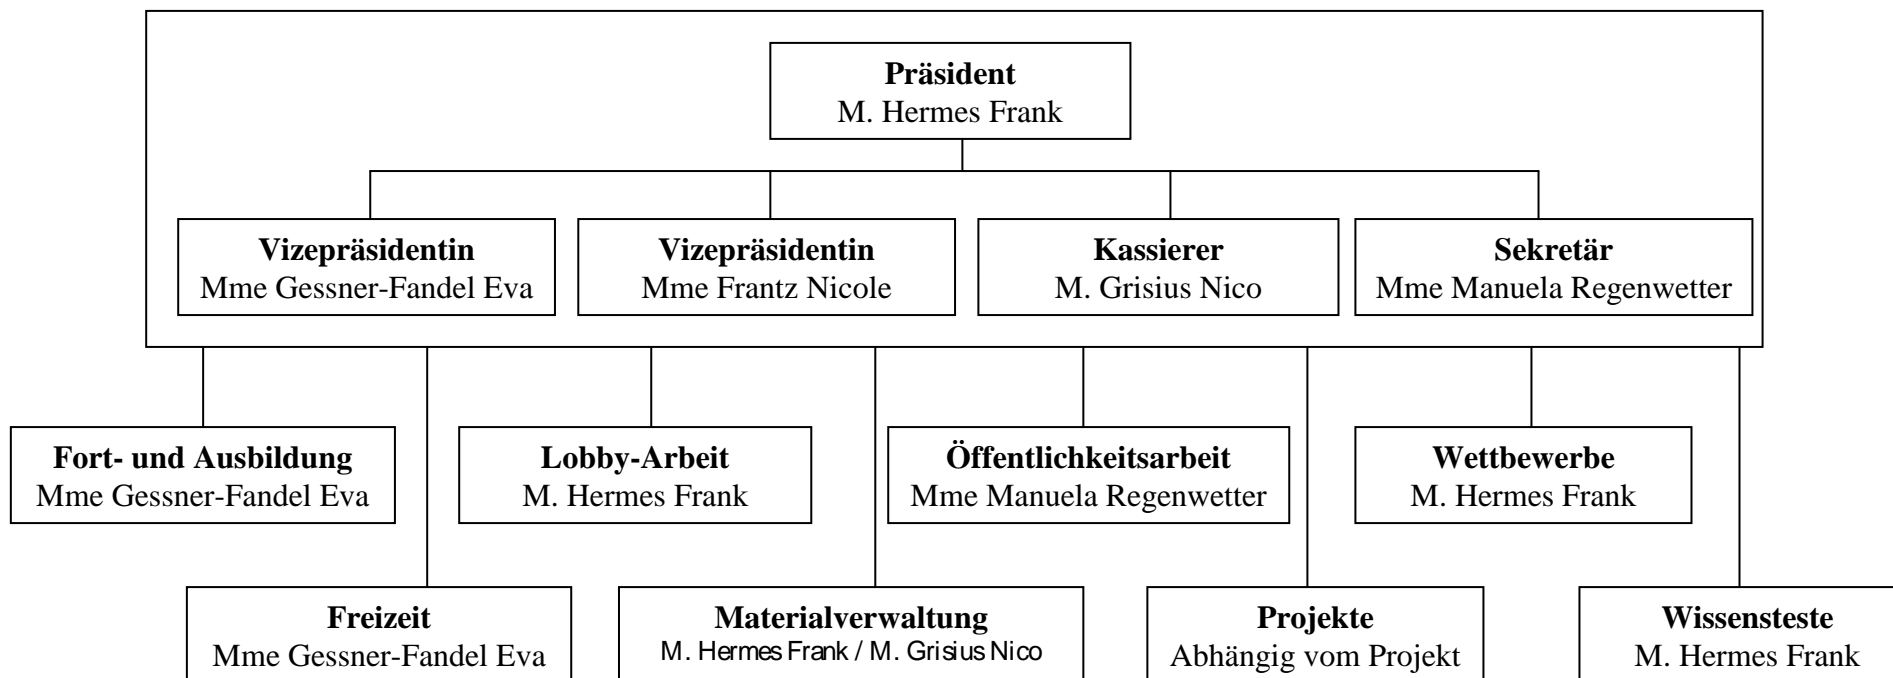 Präsident
M. Hermes Frank
Vizepräsidentin
Mme Gessner-Fandel Eva
Vizepräsidentin
Mme Frantz Nicole
Kassierer
M. Grisius Nico
Sekretär
Mme Manuela Regenwetter
Fort- und Ausbildung
Mme Gessner-Fandel Eva
Lobby-Arbeit
M. Hermes Frank
Öffentlichkeitsarbeit
Mme Manuela Regenwetter
Wettbewerbe
M. Hermes Frank
Freizeit
Mme Gessner-Fandel Eva
Materialverwaltung
M. Hermes Frank / M. Grisius Nico
Projekte
Abhängig vom Projekt
Wissensteste
M. Hermes Frank